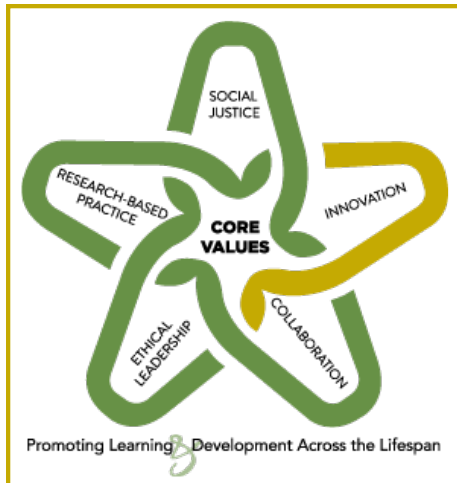 SOCIAL
JUSTICE
RESEARCH-BASED
PRACTICE
INNOVATION
CORE
VALUES
ETHICAL
LEADERSHIP
COLLABORATION
Promoting Learning & Development Across the Lifespan